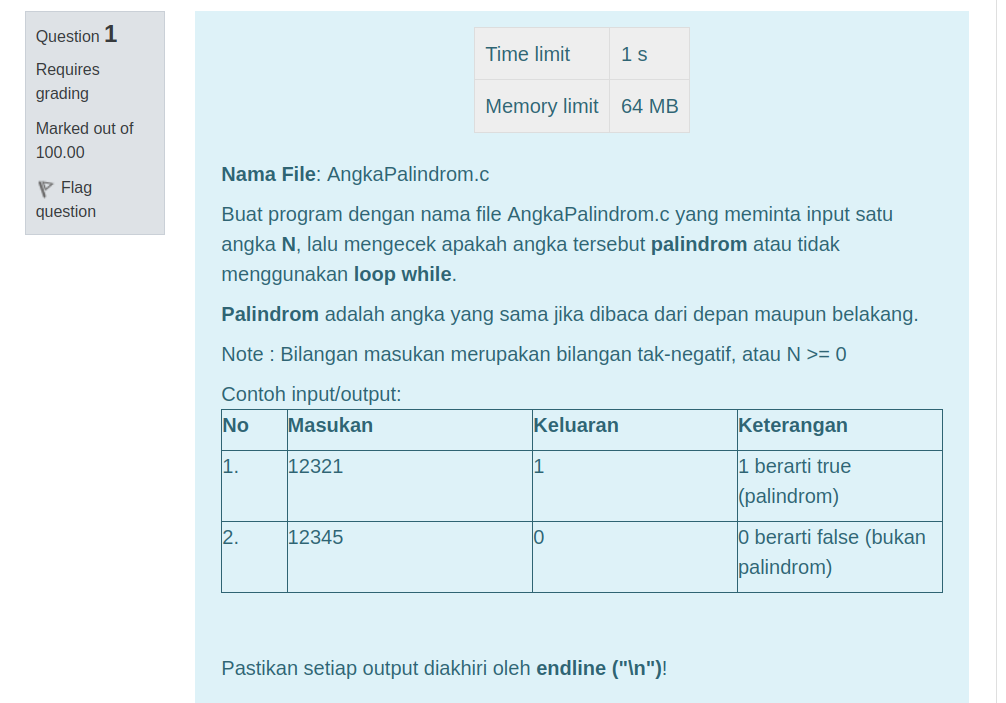 Question 1
Requires
grading
Marked out of
100.00
Flag
question
Time limit 1 s
Memory limit 64 MB
Nama File: AngkaPalindrom.c
Buat program dengan nama file AngkaPalindrom.c yang meminta input satu
angka N, lalu mengecek apakah angka tersebut palindrom atau tidak
menggunakan loop while.
Palindrom adalah angka yang sama jika dibaca dari depan maupun belakang.
Note : Bilangan masukan merupakan bilangan tak-negatif, atau N >= 0
Contoh input/output:
No Masukan Keluaran Keterangan
1. 12321 1 1 berarti true
(palindrom)
2. 12345 0 0 berarti false (bukan
palindrom)
Pastikan setiap output diakhiri oleh endline ("\n")!